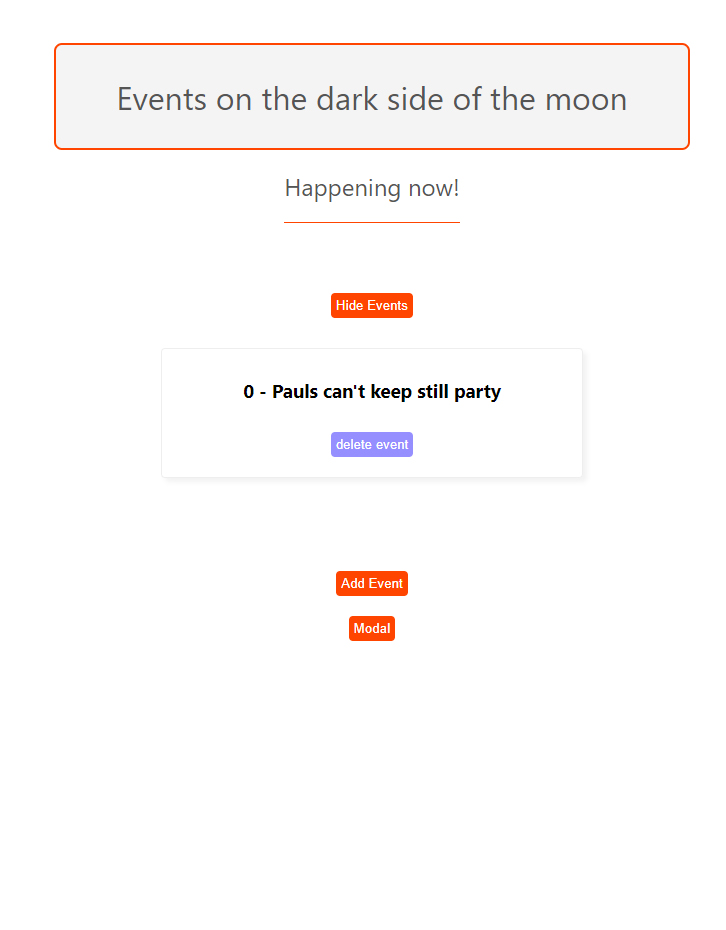 Events on the dark side of the moon
Happening now!
Hide Events
0 - Pauls can't keep still party
delete event
Add Event
Modal